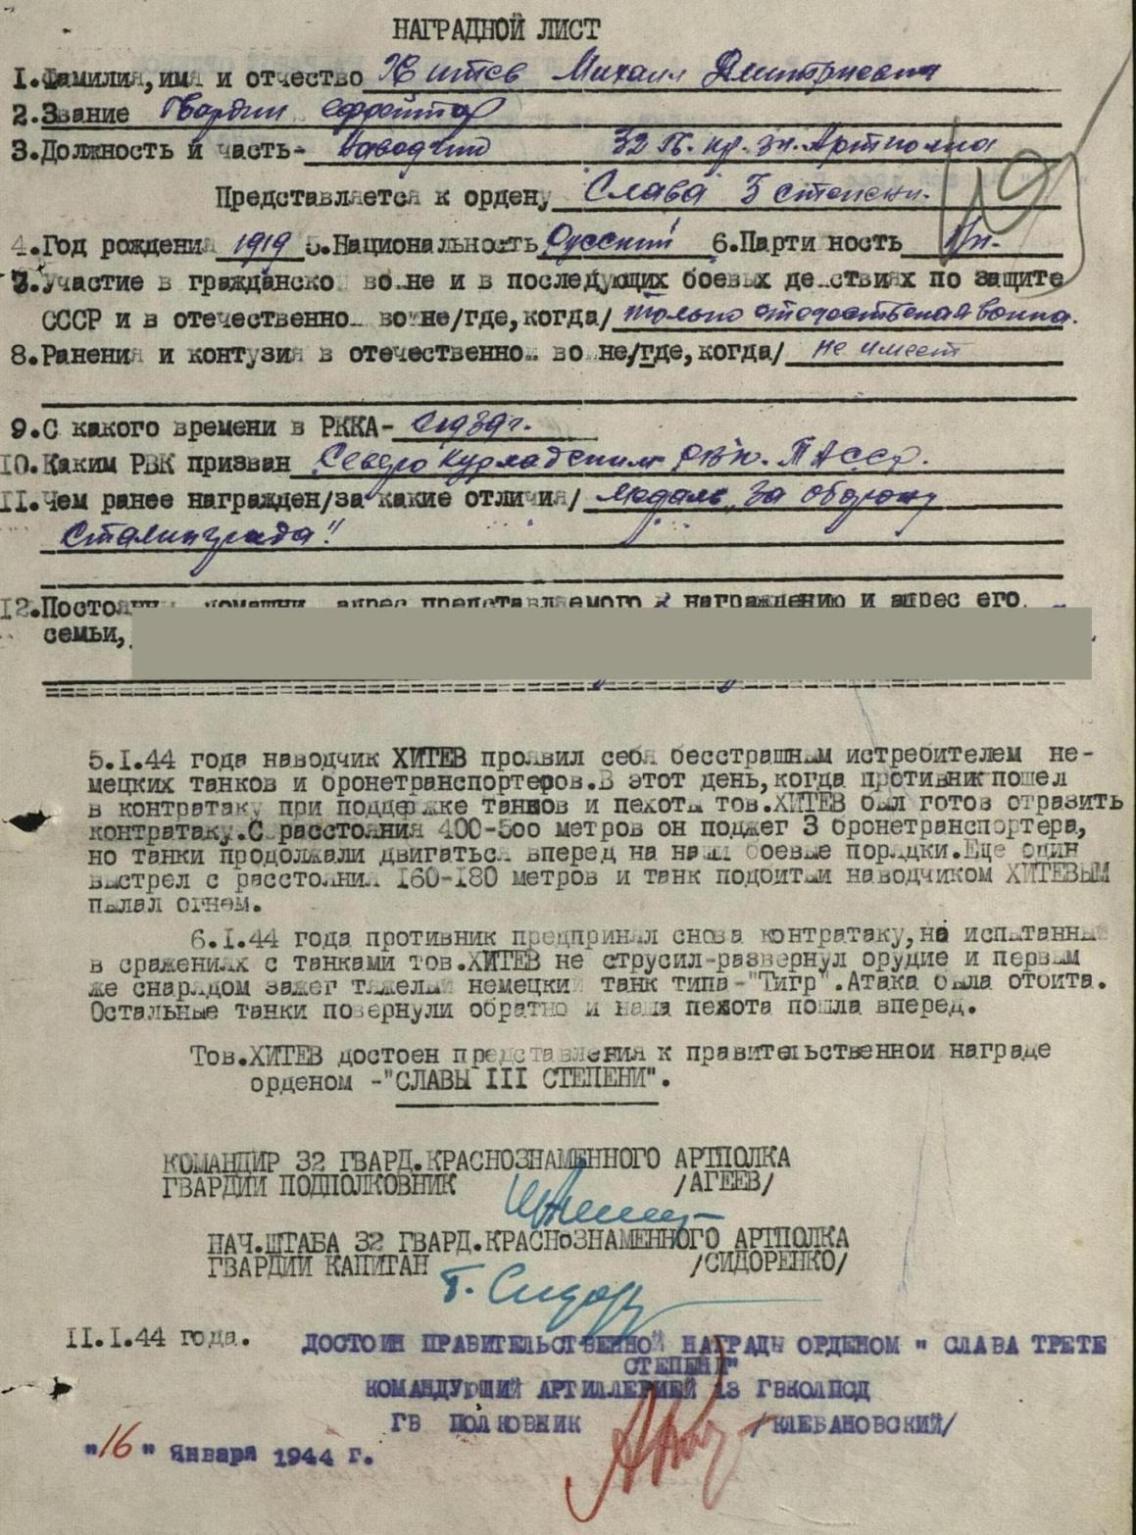 НАГРАДНОЙ ЛИСТ
1.Фамилия,имя и отчество Хитев Михаил Дмитриевич
2.Звание Гвардии ефрейтор
3.Должность и часть- Наводчик 32 Гв. кр. зн. Артполка
Представляется к ордену Слава 3 степени.
4.Год рождения 1919 5.Национальность Русский 6.Партийность
7.Участие в гражданской войне и в последующих боевых действиях по защите
СССР и в отечественной войне/где,когда/ только отечественная война.
8.Ранения и контузия в отечественной войне/где,когда/ не имеет
9.С какого времени в РККА- с 1939 г.
10.Каким РВК призван ТАССР.
II.Чем ранее награжден/за какие отличия/ медаль „За оборону
Сталинграда"
12.Постоянный домашний адрес представляемого к награждению и адрес его
семьи,
5.I.44 года наводчик ХИТЕВ проявил себя бесстрашным истребителем не-
мецких танков и бронетранспортеров.В этот день,когда противник пошел
в контратаку при поддержке танков и пехоты тов.ХИТЕВ был готов отразить
контратаку.С расстояния 400-500 метров он поджег 3 бронетранспортера,
но танки продолжали двигаться вперед на наши боевые порядки.Еще один
выстрел с расстояния I60-I80 метров и танк подбитый наводчиком ХИТЕВЫМ
пылал огнем.
6.I.44 года противник предпринял снова контратаку,но испытанный
в сражениях с танками тов.ХИТЕВ не струсил-развернул орудие и первым
же снарядом зажег тяжелый немецкий танк типа-"Тигр".Атака была отбита.
Остальные танки повернули обратно и наша пехота пошла вперед.
Тов.ХИТЕВ достоен представления к правительственной награде
орденом -"СЛАВЫ III СТЕПЕНИ".
КОМАНДИР 32 ГВАРД.КРАСНОЗНАМЕННОГО АРТПОЛКА
ГВАРДИИ ПОДПОЛКОВНИК /АГЕЕВ/
НАЧ.ШТАБА 32 ГВАРД.КРАСНОЗНАМЕННОГО АРТПОЛКА
ГВАРДИИ КАПИТАН /СИДОРЕНКО/
II.I.44 года.
ДОСТОИН ПРАВИТЕЛЬСТВЕННОЙ НАГРАДЫ ОРДЕНОМ " СЛАВА ТРЕТЕ
СТЕПЕНИ"
КОМАНДУЮЩИЙ АРТИЛЛЕРИЕЙ 13 ГВКОЛПСД
ГВ ПОЛКОВНИК /КЛЕБАНОВСКИЙ/
"16" Января 1944 г.